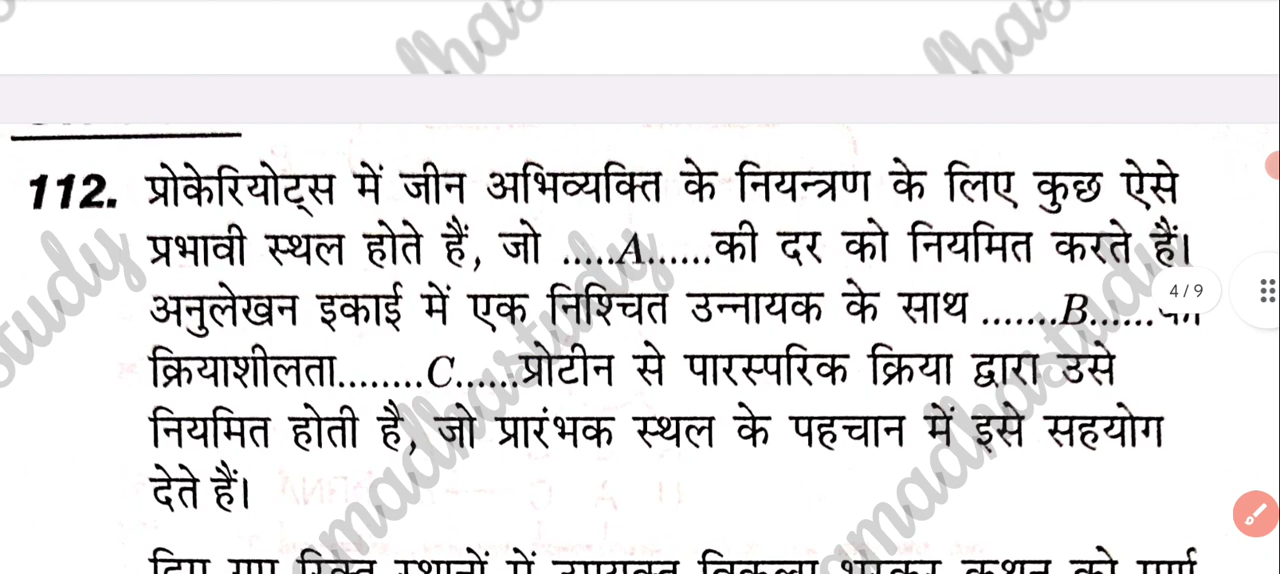 112. प्रोकेरियोट्स में जीन अभिव्यक्ति के नियन्त्रण के लिए कुछ ऐसे
प्रभावी स्थल होते हैं, जो .....A......की दर को नियमित करते हैं।
अनुलेखन इकाई में एक निश्चित उन्नायक के साथ .......B......
4/9
क्रियाशीलता........C......प्रोटीन से पारस्परिक क्रिया द्वारा उसे
नियमित होती है, जो प्रारंभक स्थल के पहचान में इसे सहयोग
देते हैं।